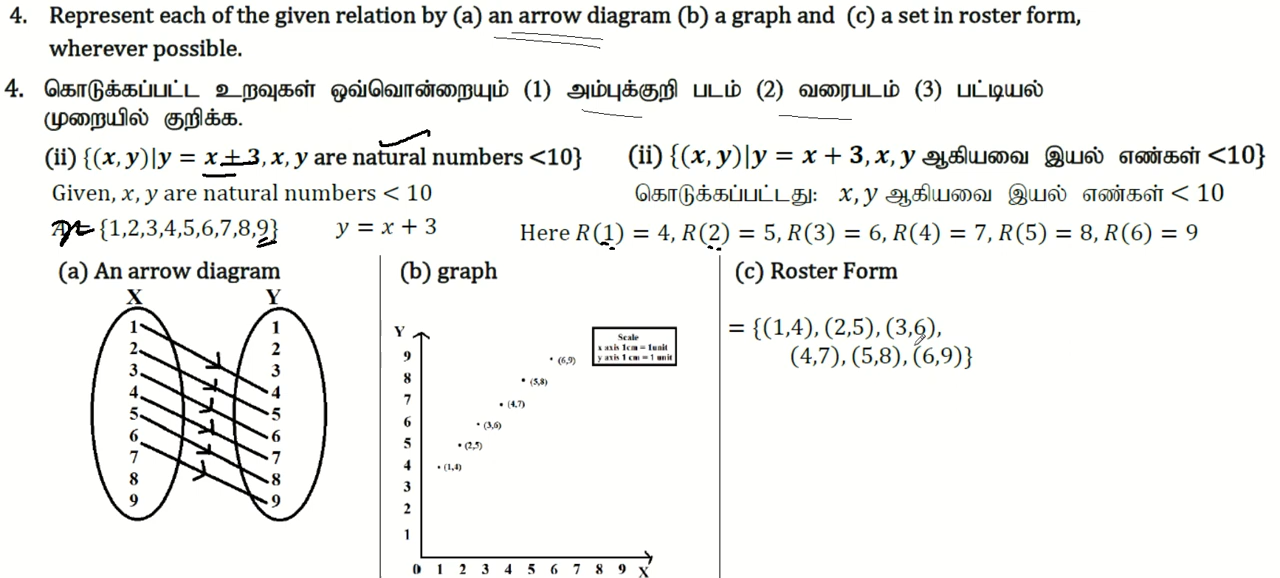 4. Represent each of the given relation by (a) an arrow diagram (b) a graph and (c) a set in roster form,
wherever possible.
4. கொடுக்கப்பட்ட உறவுகள் ஒவ்வொன்றையும் (1) அம்புக்குறி படம் (2) வரைபடம் (3) பட்டியல்
முறையில் குறிக்க.
(ii) {(x, y)|y = x + 3, x, y are natural numbers <10}
(ii) {(x, y)|y = x + 3, x, y ஆகியவை இயல் எண்கள் <10}
Given, x, y are natural numbers < 10
கொடுக்கப்பட்டது: x, y ஆகியவை இயல் எண்கள் < 10
= {1,2,3,4,5,6,7,8,9} y = x + 3
Here R(1) = 4, R(2) = 5, R(3) = 6, R(4) = 7, R(5) = 8, R(6) = 9
(a) An arrow diagram
X Y
1 1
2 2
3 3
4 4
5 5
6 6
7 7
8 8
9 9
(b) graph
Y
Scale
x axis 1cm = 1unit
y axis 1 cm = 1 unit
9 (6,9)
8 (5,8)
7 (4,7)
6 (3,6)
5 (2,5)
4 (1,4)
3
2
1
0 1 2 3 4 5 6 7 8 9 X
(c) Roster Form
= {(1,4), (2,5), (3,6),
(4,7), (5,8), (6,9)}